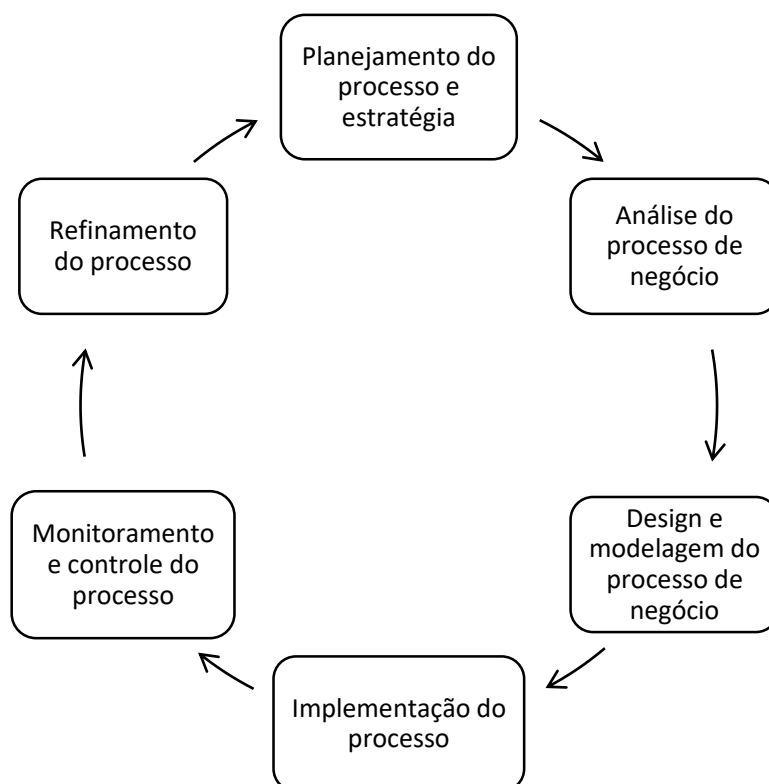 Planejamento do
processo e
estratégia
Análise do
processo de
negócio
Design e
modelagem do
processo de
negócio
Implementação do
processo
Monitoramento
e controle do
processo
Refinamento
do processo